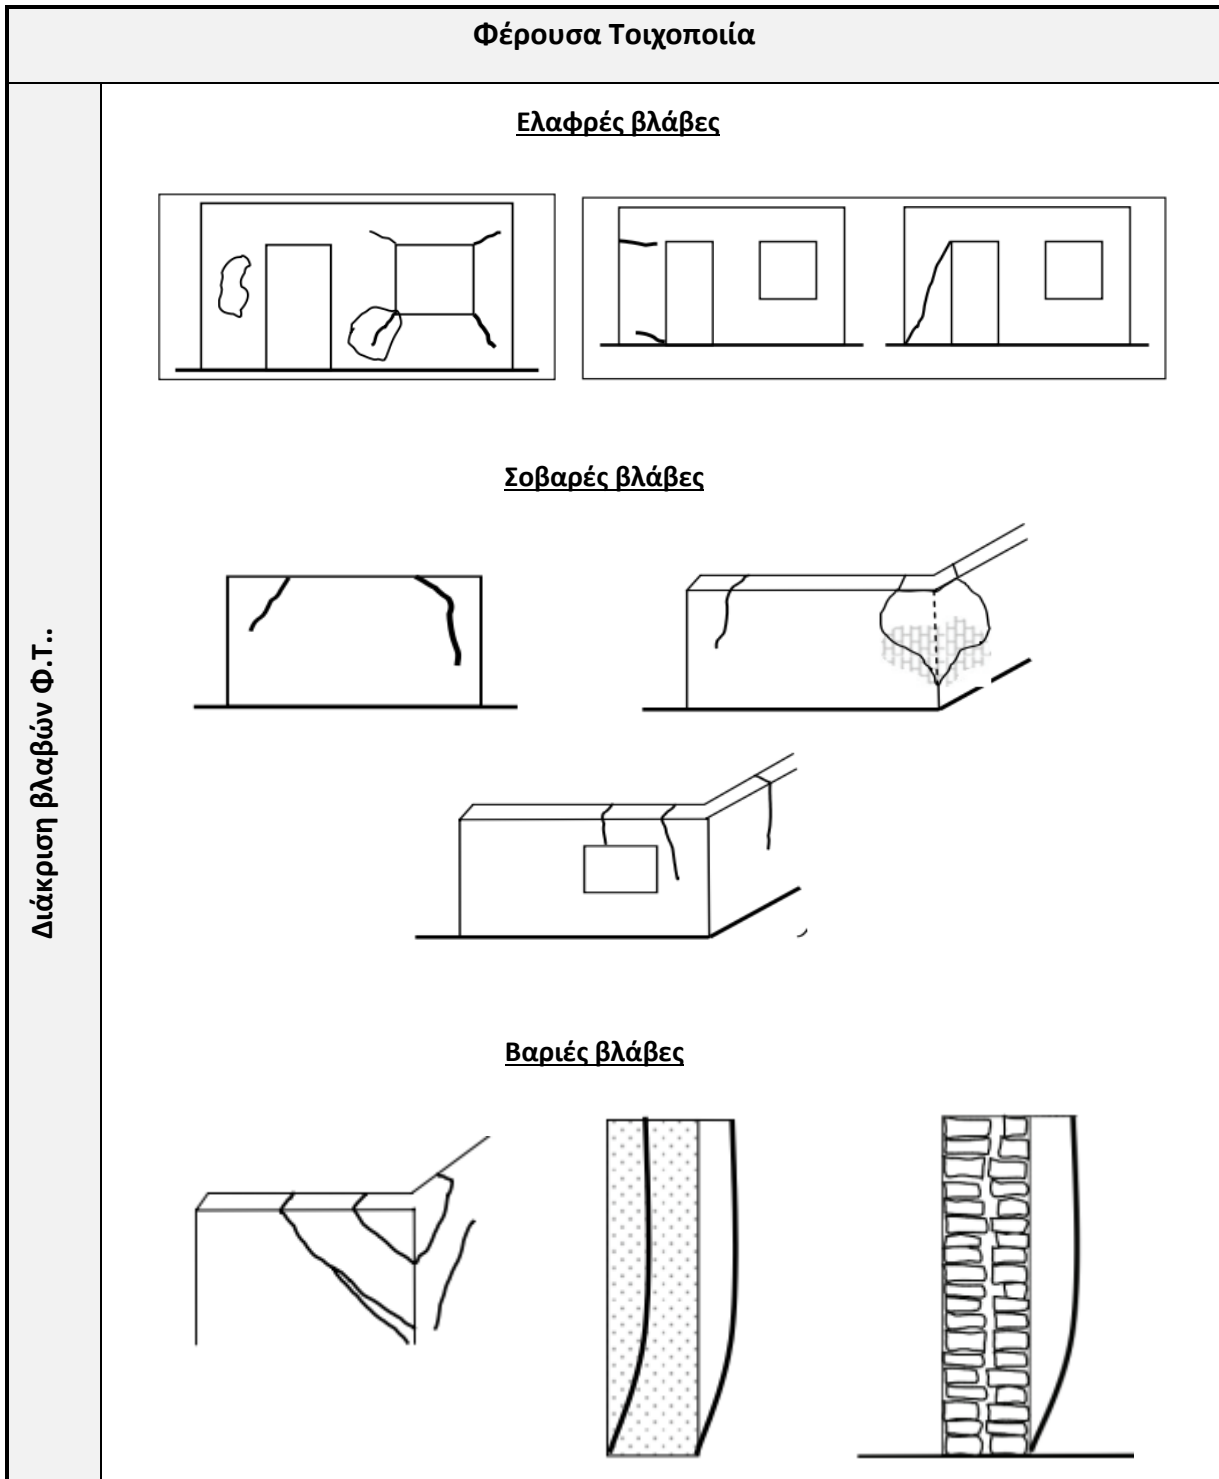 Φέρουσα Τοιχοποιία
Ελαφρές βλάβες
Σοβαρές βλάβες
Διάκριση βλαβών Φ.Τ..
Βαριές βλάβες